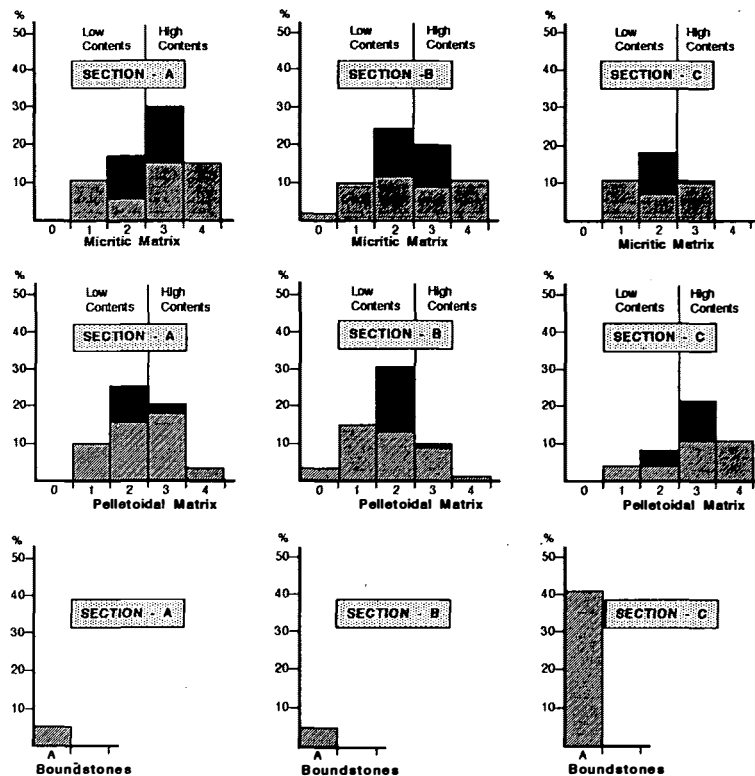 %
50
40
30
20
10
Low Contents
High Contents
SECTION - A
0 1 2 3 4
Micritic Matrix
%
50
40
30
20
10
Low Contents
High Contents
SECTION -B
0 1 2 3 4
Micritic Matrix
%
50
40
30
20
10
Low Contents
High Contents
SECTION - C
0 1 2 3 4
Micritic Matrix
%
50
40
30
20
10
Low Contents
High Contents
SECTION - A
0 1 2 3 4
Pelletoidal Matrix
%
50
40
30
20
10
Low Contents
High Contents
SECTION - B
0 1 2 3 4
Pelletoidal Matrix
%
50
40
30
20
10
Low Contents
High Contents
SECTION - C
0 1 2 3 4
Pelletoidal Matrix
%
50
40
30
20
10
SECTION - A
A
Boundstones
%
50
40
30
20
10
SECTION - B
A
Boundstones
%
50
40
30
20
10
SECTION - C
A
Boundstones